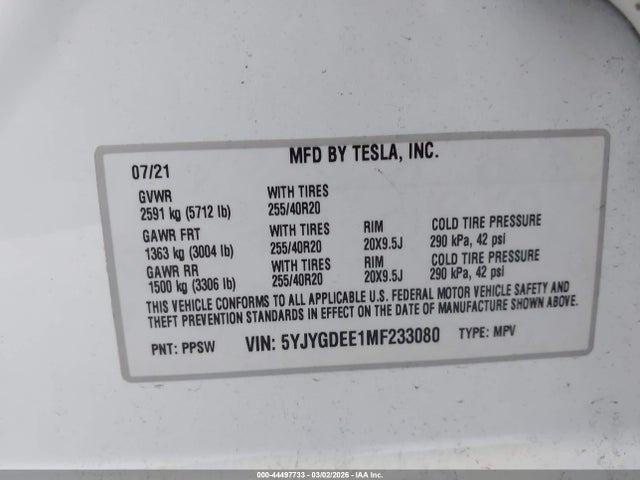 MFD BY TESLA, INC.
07/21
GVWR WITH TIRES
2591 kg (5712 lb) 255/40R20
GAWR FRT WITH TIRES RIM COLD TIRE PRESSURE
1363 kg (3004 lb) 255/40R20 20X9.5J 290 kPa, 42 psi
GAWR RR WITH TIRES RIM COLD TIRE PRESSURE
1500 kg (3306 lb) 255/40R20 20X9.5J 290 kPa, 42 psi
THIS VEHICLE CONFORMS TO ALL APPLICABLE U.S. FEDERAL MOTOR VEHICLE SAFETY AND
THEFT PREVENTION STANDARDS IN EFFECT ON THE DATE OF MANUFACTURE SHOWN ABOVE.
PNT: PPSW VIN: 5YJYGDEE1MF233080 TYPE: MPV
000-44497733 - 03/02/2026 - IAA Inc.